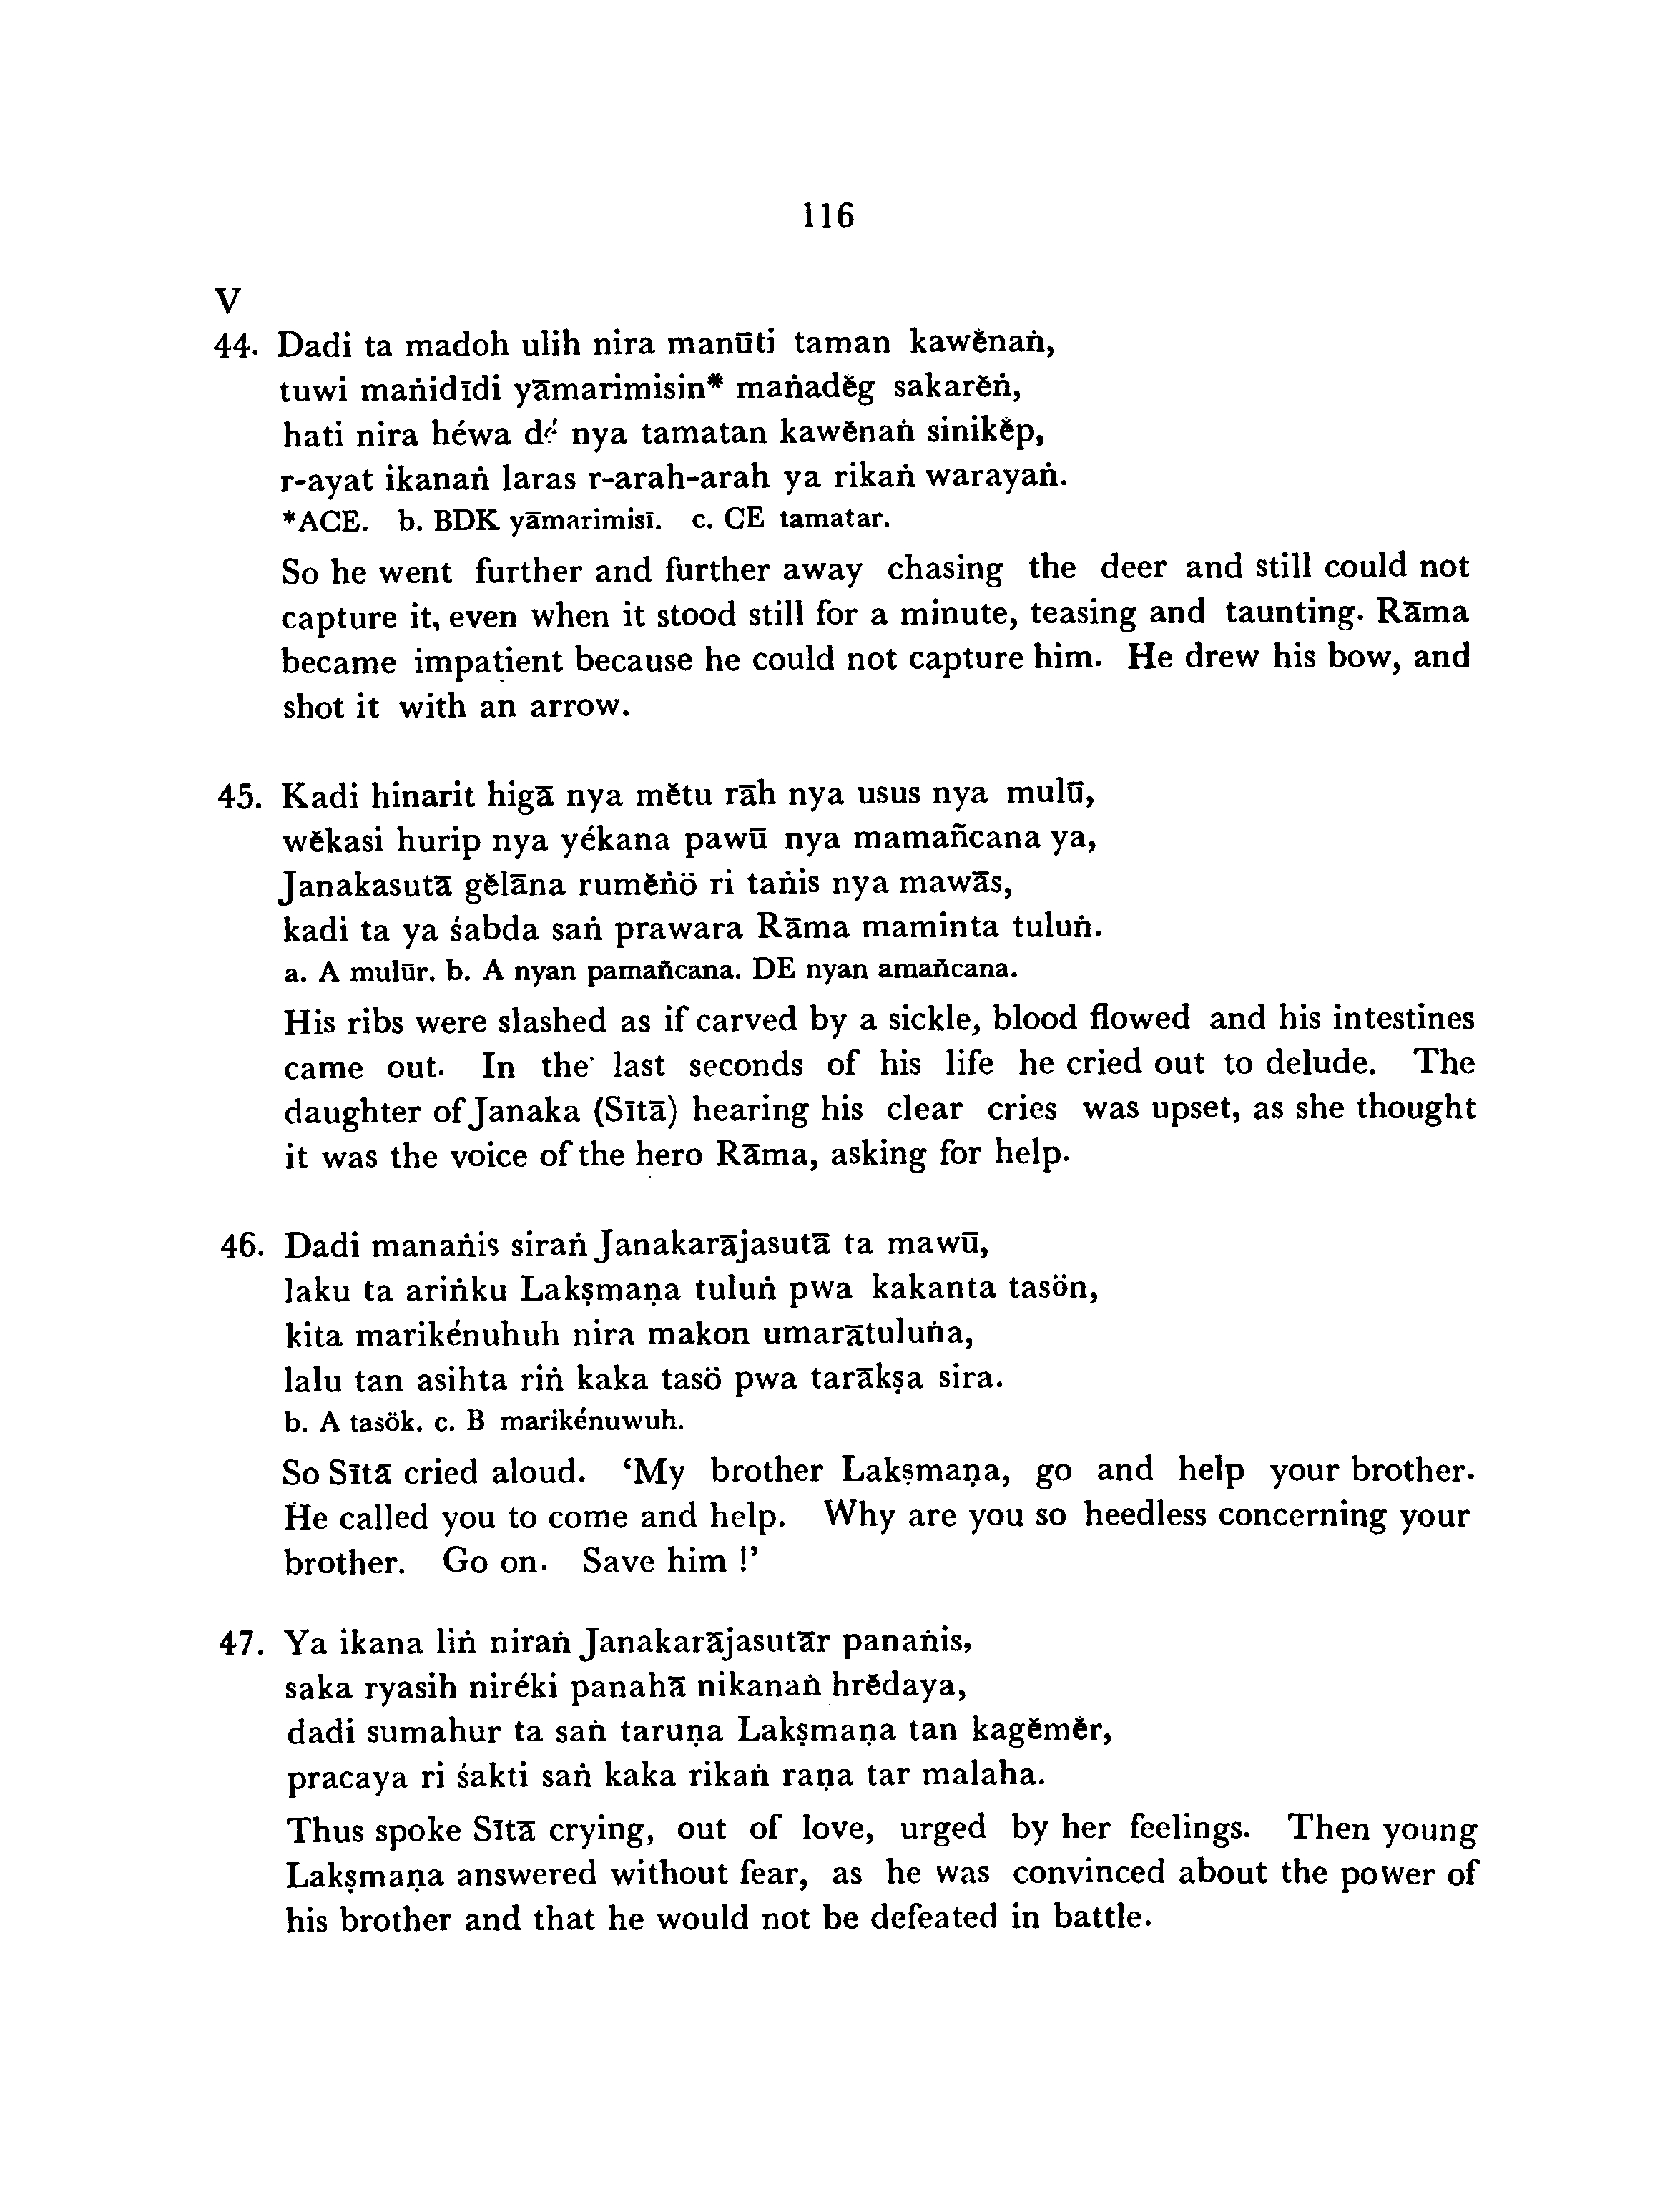 116
V
44. Dadi ta madoh ulih nira manūti taman kawĕnaṅ,
tuwi maṅidīdi yāmarimisin* maṅadĕg sakarĕṅ,
hati nira héwa dé nya tamatan kawĕnaṅ sinikĕp,
r-ayat ikanaṅ laras r-arah-arah ya rikaṅ warayaṅ.
*ACE. b. BDK yāmarimisī. c. CE tamatar.
So he went further and further away chasing the deer and still could not
capture it, even when it stood still for a minute, teasing and taunting. Rāma
became impatient because he could not capture him. He drew his bow, and
shot it with an arrow.
45. Kadi hinarit higā nya mĕtu rāh nya usus nya mulū,
wĕkasi hurip nya yékana pawū nya mamañcana ya,
Janakasutā gĕlāna rumĕṅö ri taṅis nya mawās,
kadi ta ya śabda saṅ prawara Rāma maminta tuluṅ.
a. A mulūr. b. A nyan pamañcana. DE nyan amañcana.
His ribs were slashed as if carved by a sickle, blood flowed and his intestines
came out. In the last seconds of his life he cried out to delude. The
daughter of Janaka (Sītā) hearing his clear cries was upset, as she thought
it was the voice of the hero Rāma, asking for help.
46. Dadi manaṅis siraṅ Janakarājasutā ta mawū,
laku ta ariṅku Lakṣmaṇa tuluṅ pwa kakanta tasön,
kita marikénuhuh nira makon umarātuluṅa,
lalu tan asihta riṅ kaka tasö pwa tarākṣa sira.
b. A tasök. c. B marikénuwuh.
So Sītā cried aloud. ‘My brother Lakṣmaṇa, go and help your brother.
He called you to come and help. Why are you so heedless concerning your
brother. Go on. Save him !’
47. Ya ikana liṅ niraṅ Janakarājasutār panaṅis,
saka ryasih niréki panahā nikanaṅ hrĕdaya,
dadi sumahur ta saṅ taruṇa Lakṣmaṇa tan kagĕmĕr,
pracaya ri śakti saṅ kaka rikaṅ raṇa tar malaha.
Thus spoke Sītā crying, out of love, urged by her feelings. Then young
Lakṣmaṇa answered without fear, as he was convinced about the power of
his brother and that he would not be defeated in battle.